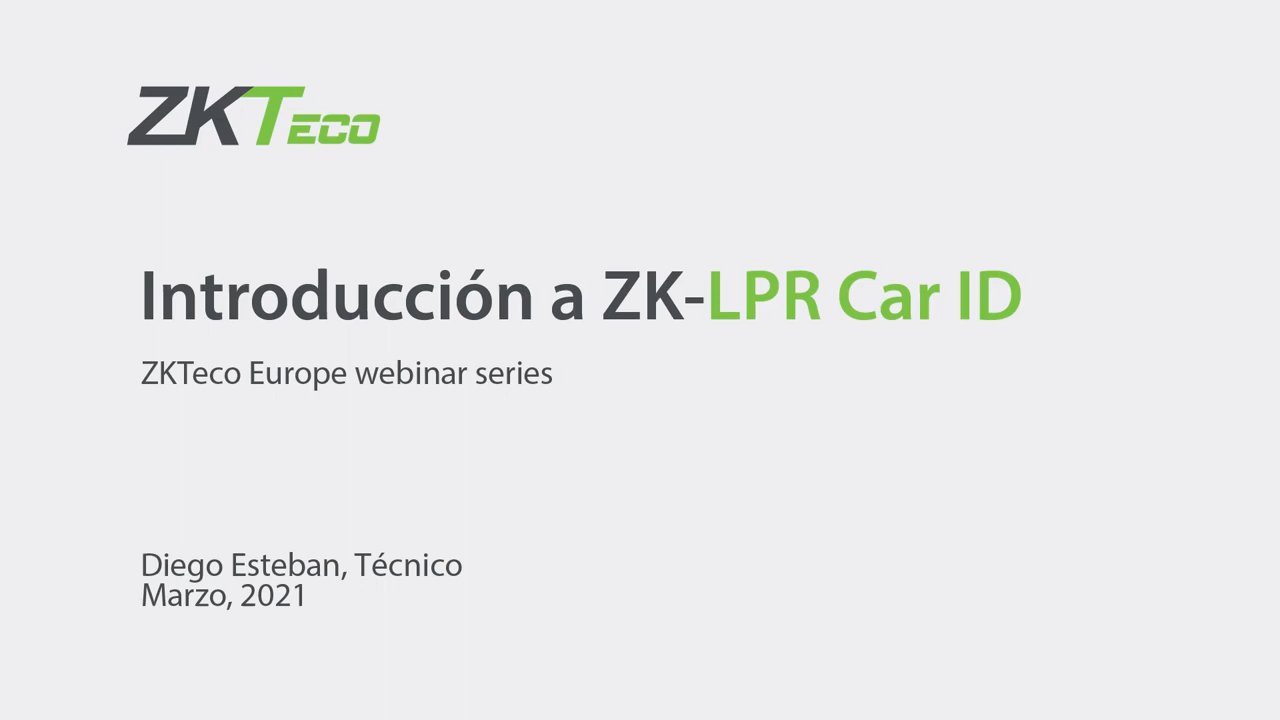 ZKTECO
Introducción a ZK-LPR Car ID
ZKTeco Europe webinar series
Diego Esteban, Técnico
Marzo, 2021